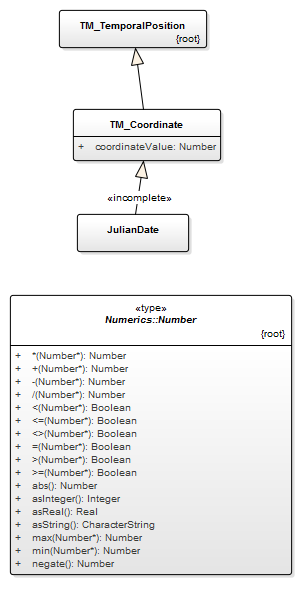 TM_TemporalPosition
{root}
TM_Coordinate
+ coordinateValue: Number
«incomplete»
JulianDate
«type»
Numerics::Number
{root}
+ *(Number*): Number
+ +(Number*): Number
+ -(Number*): Number
+ /(Number*): Number
+ <(Number*): Boolean
+ <=(Number*): Boolean
+ <>(Number*): Boolean
+ =(Number*): Boolean
+ >(Number*): Boolean
+ >=(Number*): Boolean
+ abs(): Number
+ asInteger(): Integer
+ asReal(): Real
+ asString(): CharacterString
+ max(Number*): Number
+ min(Number*): Number
+ negate(): Number